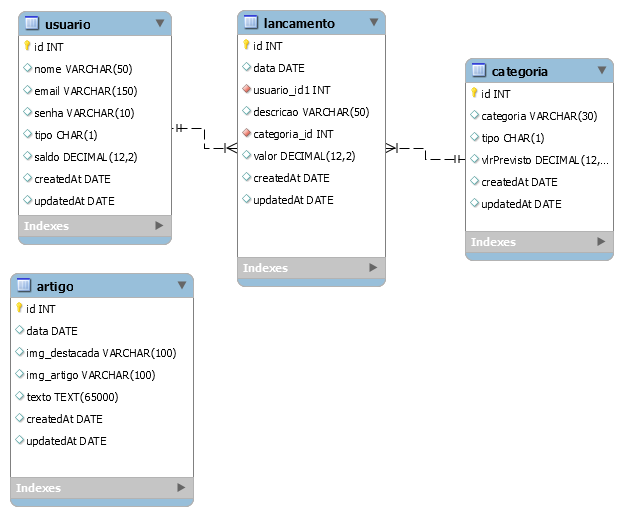 usuario
id INT
nome VARCHAR(50)
email VARCHAR(150)
senha VARCHAR(10)
tipo CHAR(1)
saldo DECIMAL(12,2)
createdAt DATE
updatedAt DATE
Indexes
lancamento
id INT
data DATE
usuario_id1 INT
descricao VARCHAR(50)
categoria_id INT
valor DECIMAL(12,2)
createdAt DATE
updatedAt DATE
Indexes
categoria
id INT
categoria VARCHAR(30)
tipo CHAR(1)
vlrPrevisto DECIMAL(12,...
createdAt DATE
updatedAt DATE
Indexes
artigo
id INT
data DATE
img_destacada VARCHAR(100)
img_artigo VARCHAR(100)
texto TEXT(65000)
createdAt DATE
updatedAt DATE
Indexes